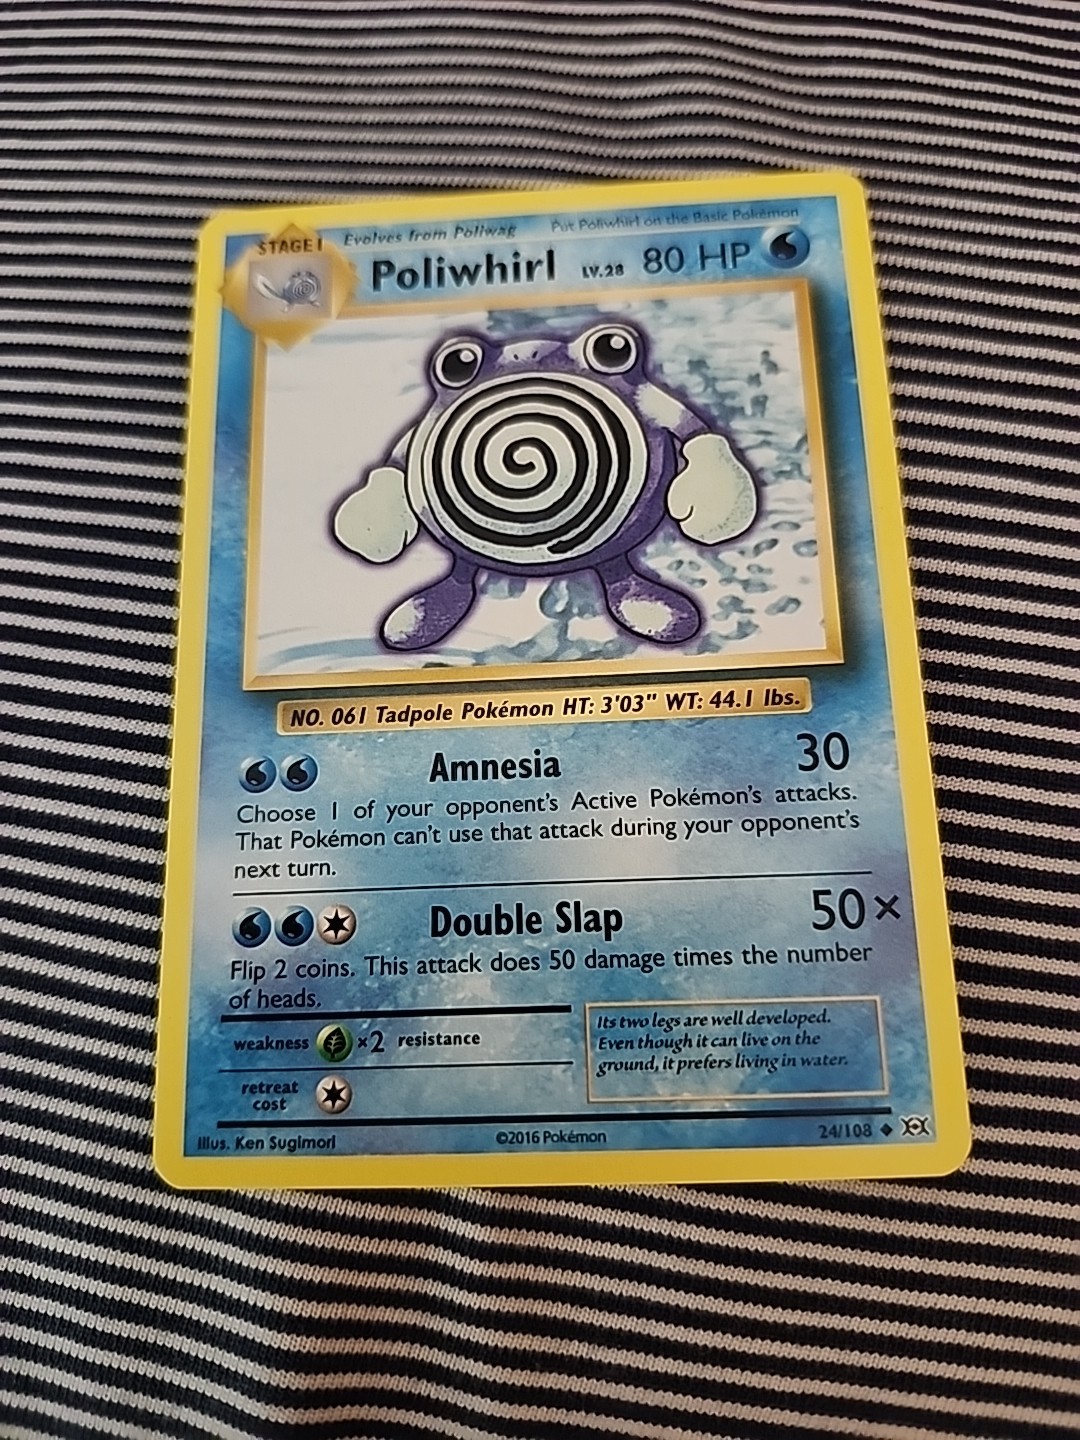 STAGE 1 Evolves from Poliwag Put Poliwhirl on the Basic Pokémon
Poliwhirl LV.28 80 HP
NO. 061 Tadpole Pokémon HT: 3'03" WT: 44.1 lbs.
Amnesia 30
Choose 1 of your opponent's Active Pokémon's attacks.
That Pokémon can't use that attack during your opponent's
next turn.
Double Slap 50×
Flip 2 coins. This attack does 50 damage times the number
of heads.
weakness ×2 resistance
retreat
cost
Its two legs are well developed.
Even though it can live on the
ground, it prefers living in water.
Illus. Ken Sugimori ©2016 Pokémon 24/108